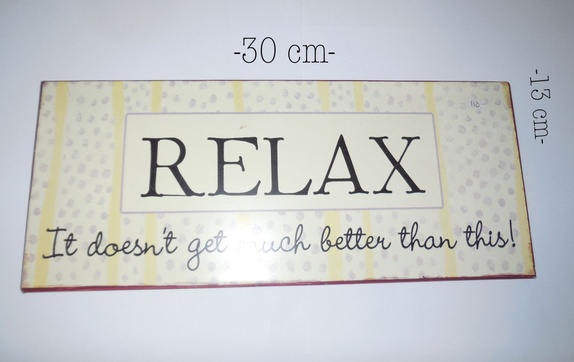 -30 cm-
-13 cm-
RELAX
It doesn't get much better than this!